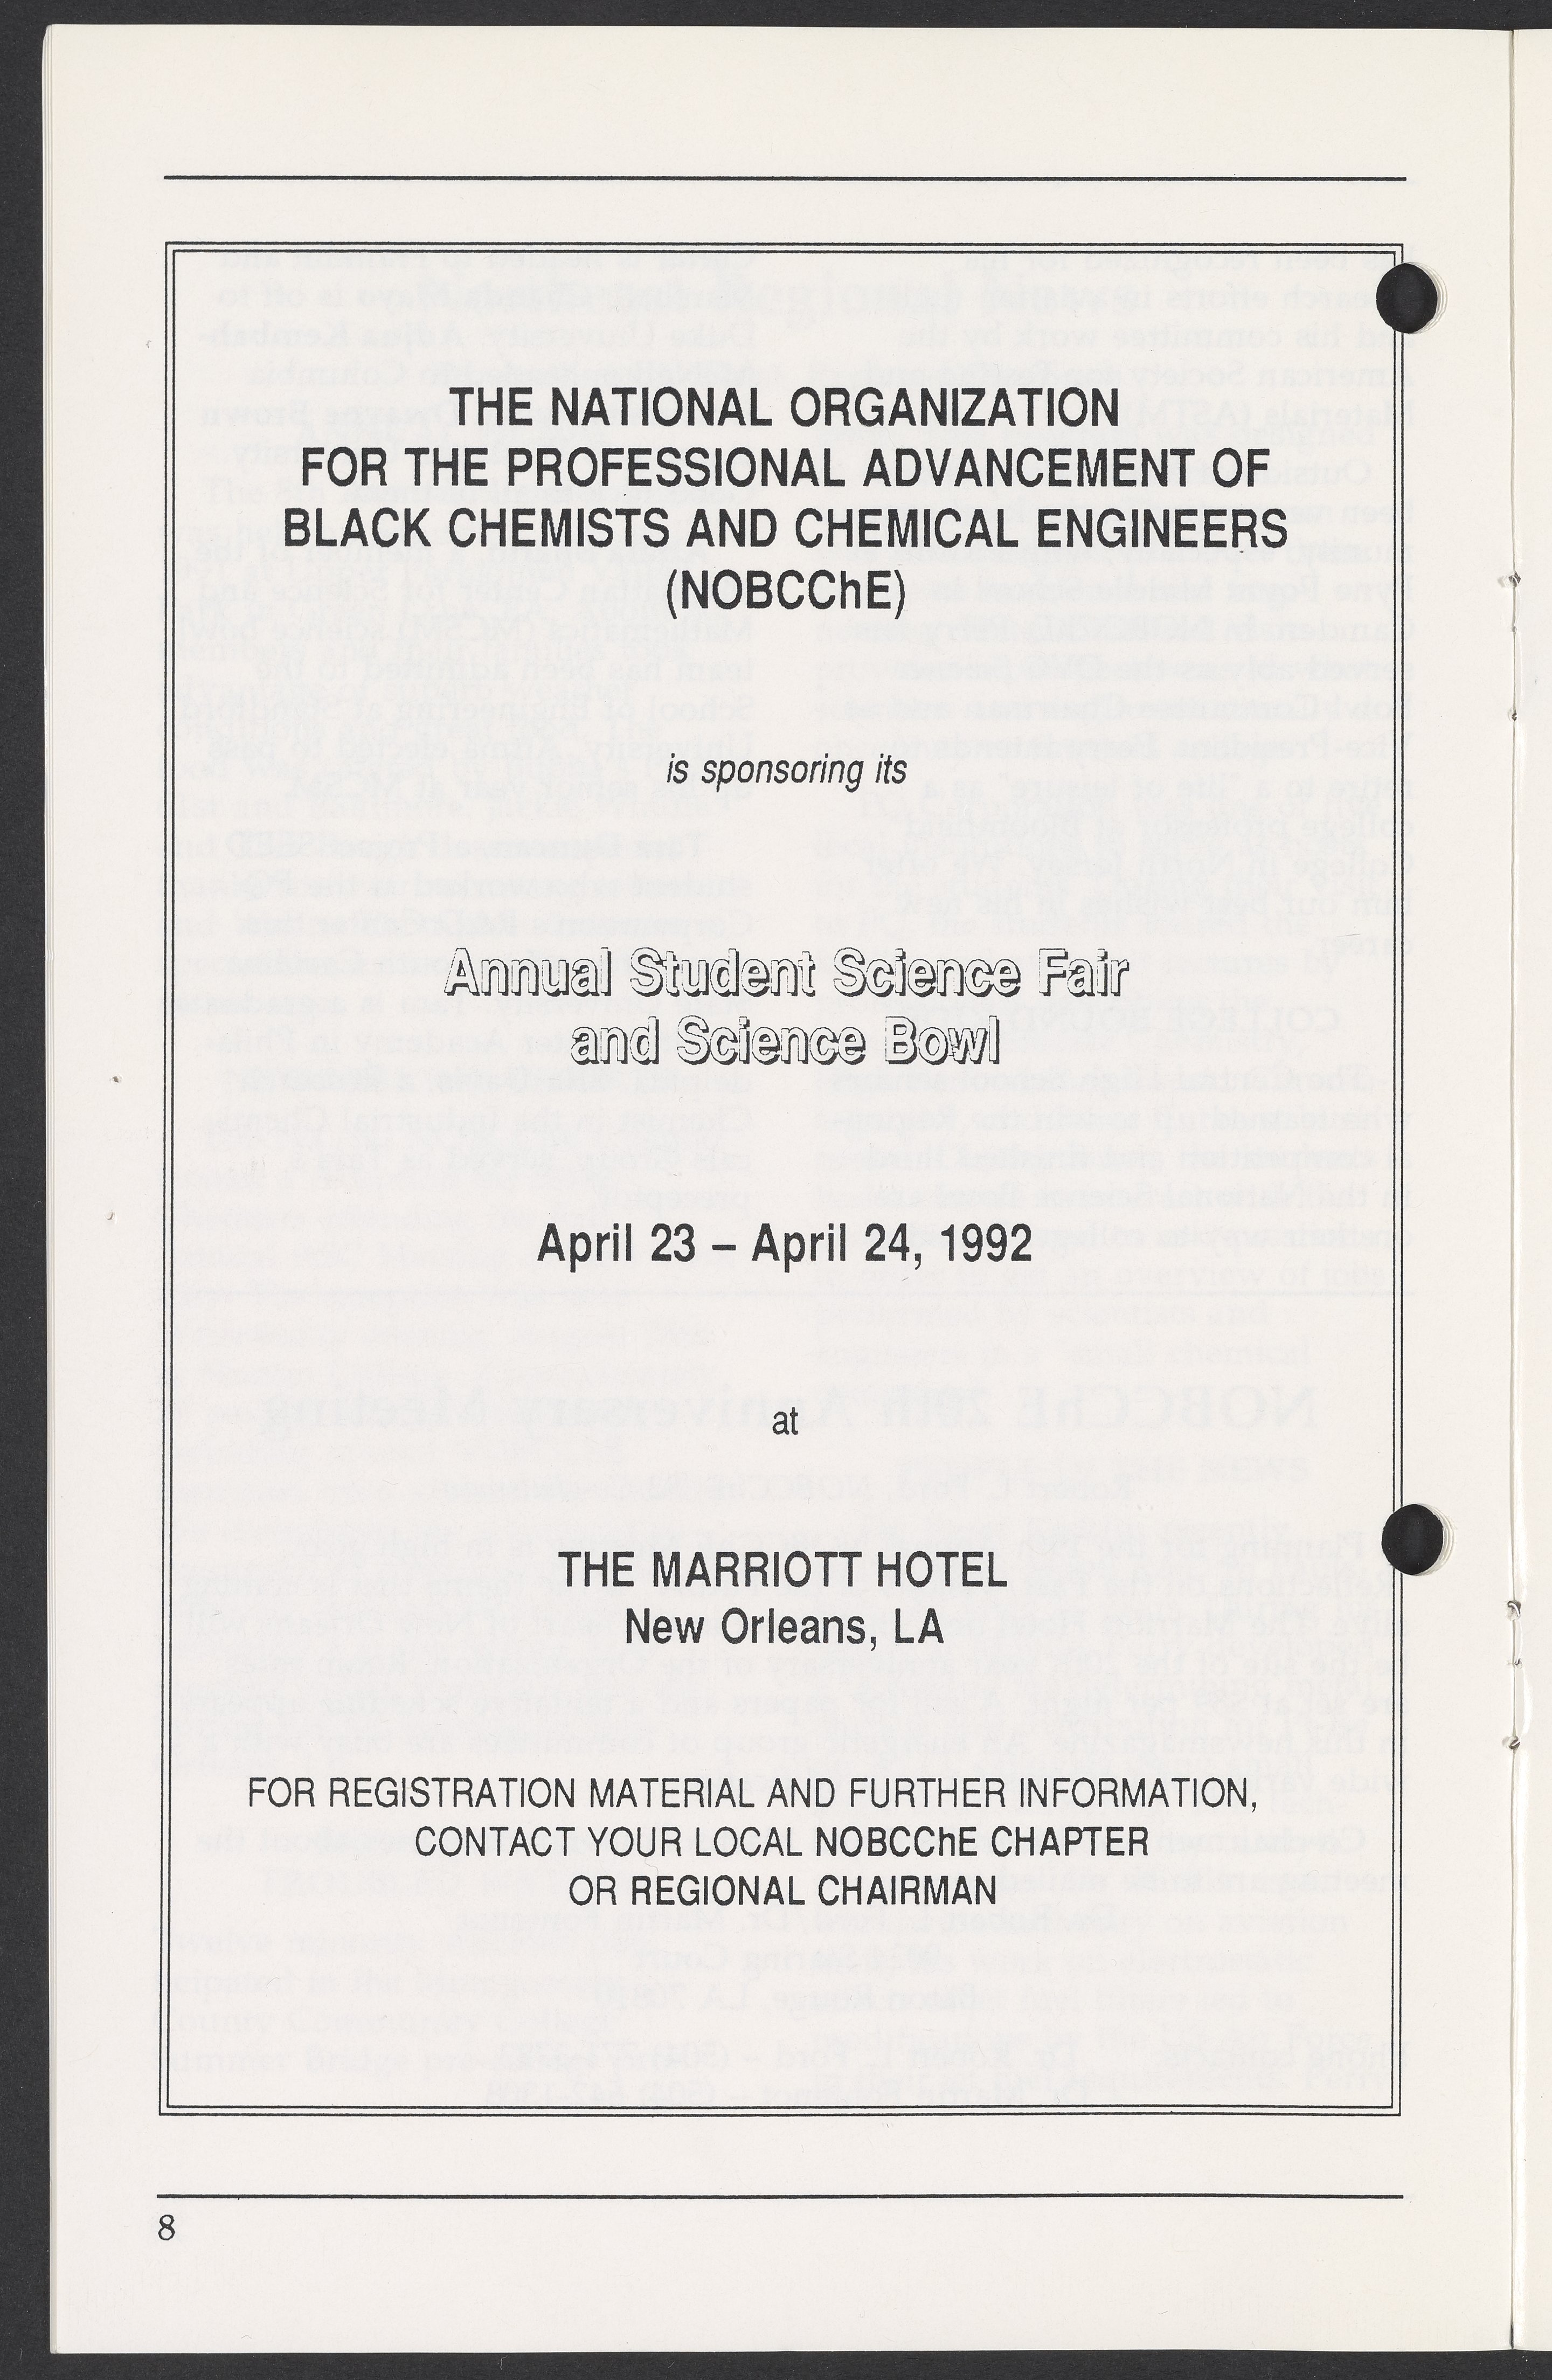 THE NATIONAL ORGANIZATION
FOR THE PROFESSIONAL ADVANCEMENT OF
BLACK CHEMISTS AND CHEMICAL ENGINEERS
(NOBCChE)
is sponsoring its
Annual Student Science Fair
and Science Bowl
April 23 – April 24, 1992
at
THE MARRIOTT HOTEL
New Orleans, LA
FOR REGISTRATION MATERIAL AND FURTHER INFORMATION,
CONTACT YOUR LOCAL NOBCChE CHAPTER
OR REGIONAL CHAIRMAN
8